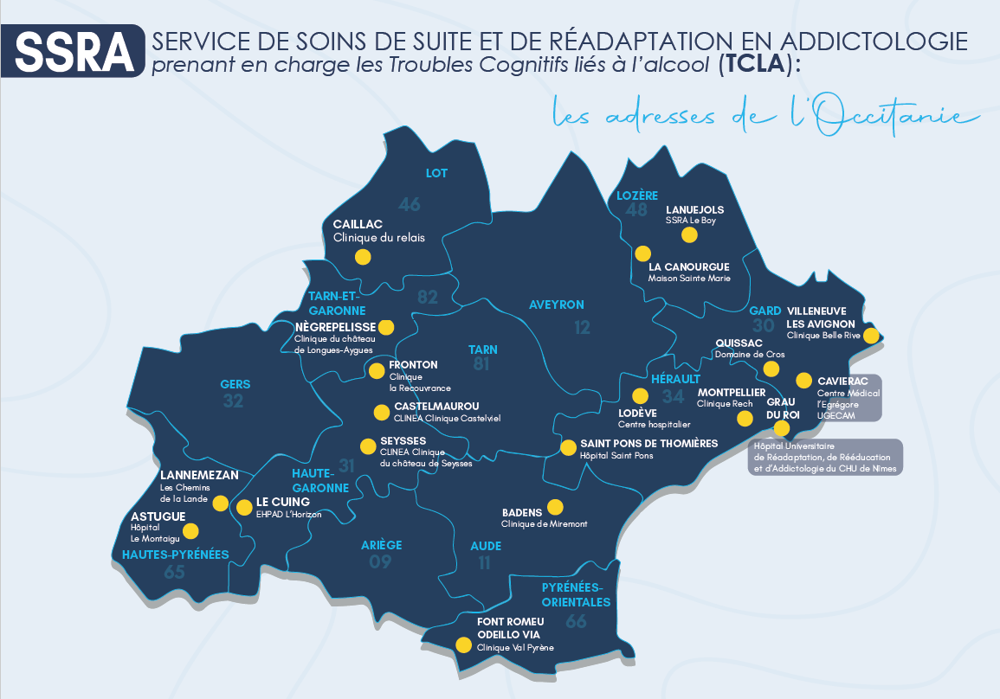 SSRA
SERVICE DE SOINS DE SUITE ET DE RÉADAPTATION EN ADDICTOLOGIE
prenant en charge les Troubles Cognitifs liés à l'alcool (TCLA):
les adresses de l'Occitanie
LOT
46
CAILLAC
Clinique du relais
LOZÈRE
48
LANUEJOLS
SSRA Le Boy
LA CANOURGUE
Maison Sainte Marie
TARN-ET-
GARONNE
82
NÈGREPELISSE
Clinique du château
de Longues-Aygues
AVEYRON
12
GARD
30
VILLENEUVE
LES AVIGNON
Clinique Belle Rive
QUISSAC
Domaine de Cros
CAVIERAC
Centre Médical
l'Egrégore
UGECAM
GERS
32
FRONTON
Clinique
la Recouvrance
TARN
81
CASTELMAUROU
CLINEA Clinique Castelviel
HÉRAULT
34
LODÈVE
Centre hospitalier
MONTPELLIER
Clinique Rech
GRAU
DU ROI
Hôpital Universitaire
de Réadaptation, de Rééducation
et d'Addictologie du CHU de Nîmes
SEYSSES
CLINEA Clinique
du château de Seysses
SAINT PONS DE THOMIÈRES
Hôpital Saint Pons
HAUTE-
GARONNE
31
LANNEMEZAN
Les Chemins
de la Lande
LE CUING
EHPAD L'Horizon
ASTUGUE
Hôpital
Le Montaigu
HAUTES-PYRÉNÉES
65
BADENS
Clinique de Miremont
ARIÈGE
09
AUDE
11
PYRÉNÉES-
ORIENTALES
66
FONT ROMEU
ODEILLO VIA
Clinique Val Pyrène